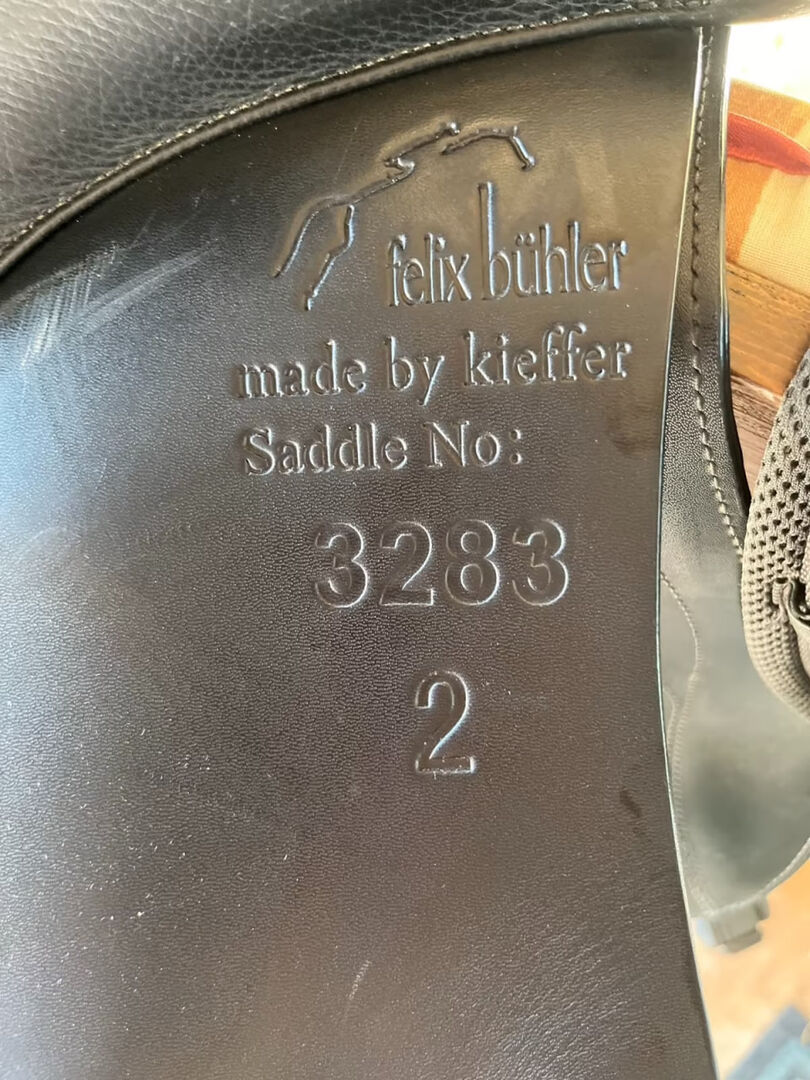 felix bühler
made by kieffer
Saddle No:
3283
2